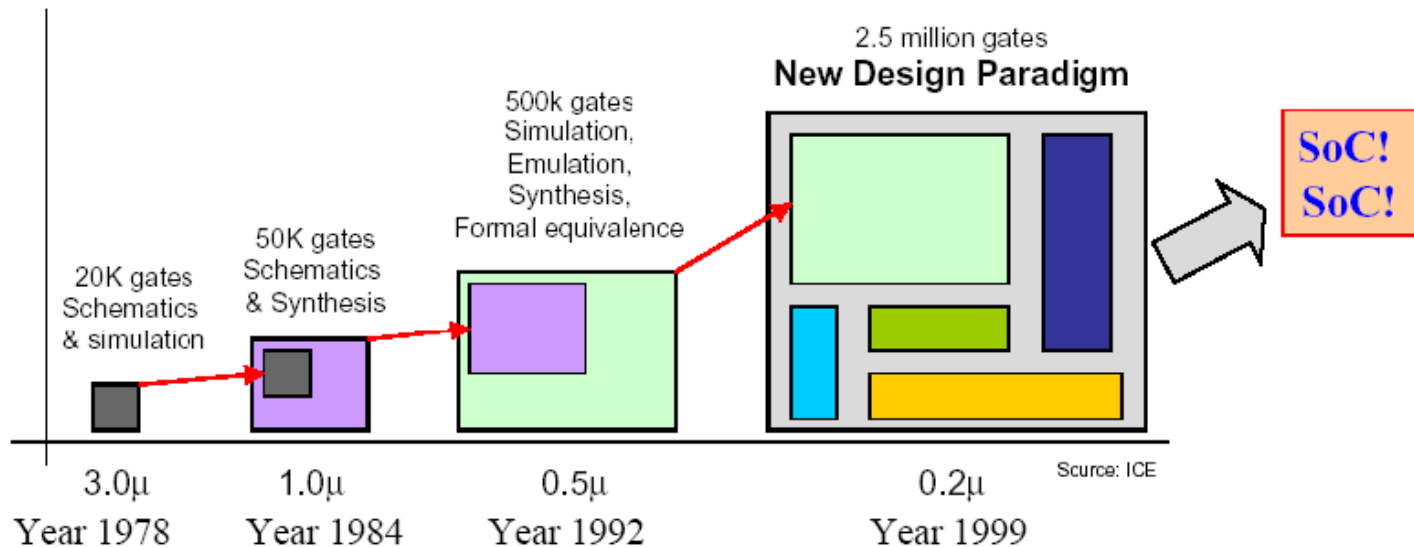 2.5 million gates
New Design Paradigm
500k gates
Simulation,
Emulation,
Synthesis,
Formal equivalence
SoC!
SoC!
50K gates
Schematics
& Synthesis
20K gates
Schematics
& simulation
Source: ICE
3.0µ
1.0µ
0.5µ
0.2µ
Year 1978
Year 1984
Year 1992
Year 1999